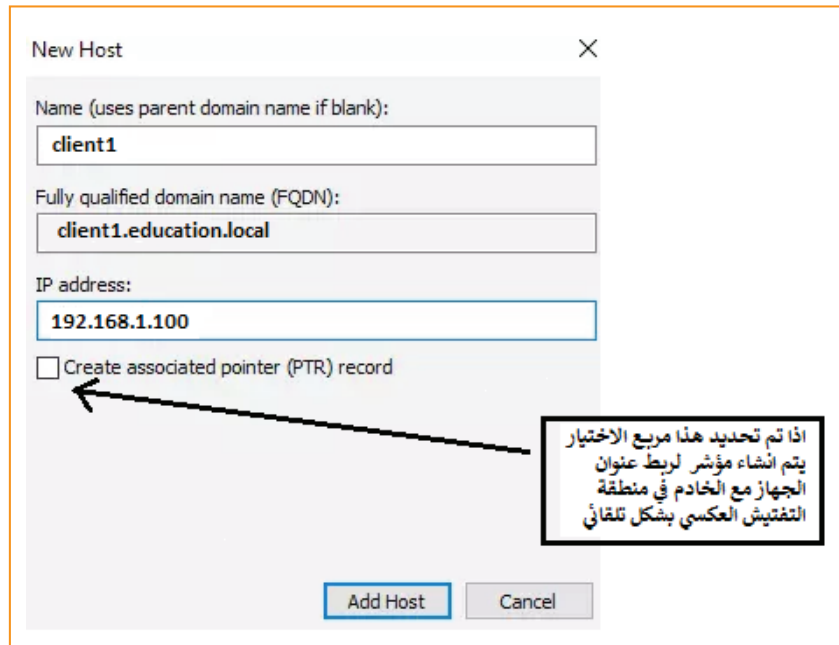 New Host
Name (uses parent domain name if blank):
client1
Fully qualified domain name (FQDN):
client1.education.local
IP address:
192.168.1.100
Create associated pointer (PTR) record
اذا تم تحديد هذا مربع الاختيار
يتم انشاء مؤشر لربط عنوان
الجهاز مع الخادم في منطقة
التفتيش العكسي بشكل تلقائي
Add Host
Cancel